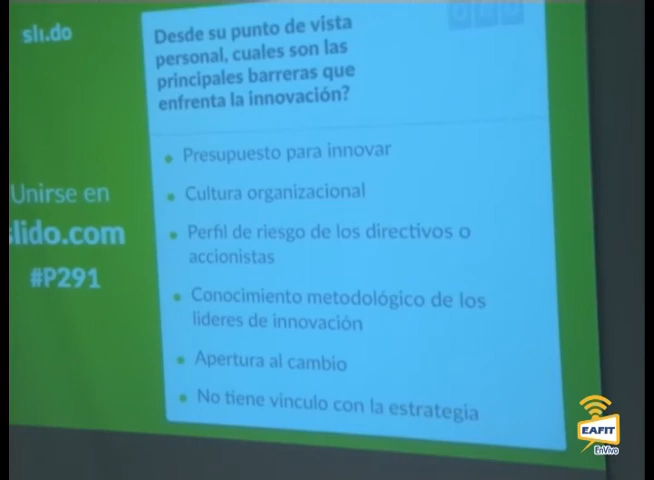 sli.do
Desde su punto de vista
personal, cuales son las
principales barreras que
enfrenta la innovación?
Presupuesto para innovar
Cultura organizacional
Perfil de riesgo de los directivos o
accionistas
Conocimiento metodológico de los
lideres de innovación
Apertura al cambio
No tiene vinculo con la estrategia
Unirse en
slido.com
#P291
EAFIT
EnVivo